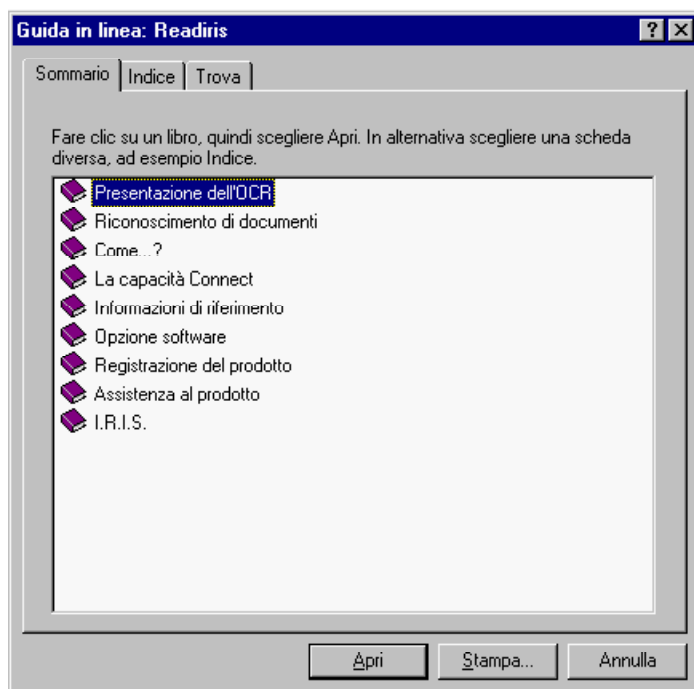 Guida in linea: Readiris
Sommario Indice Trova
Fare clic su un libro, quindi scegliere Apri. In alternativa scegliere una scheda
diversa, ad esempio Indice.
Presentazione dell'OCR
Riconoscimento di documenti
Come...?
La capacità Connect
Informazioni di riferimento
Opzione software
Registrazione del prodotto
Assistenza al prodotto
I.R.I.S.
Apri Stampa... Annulla